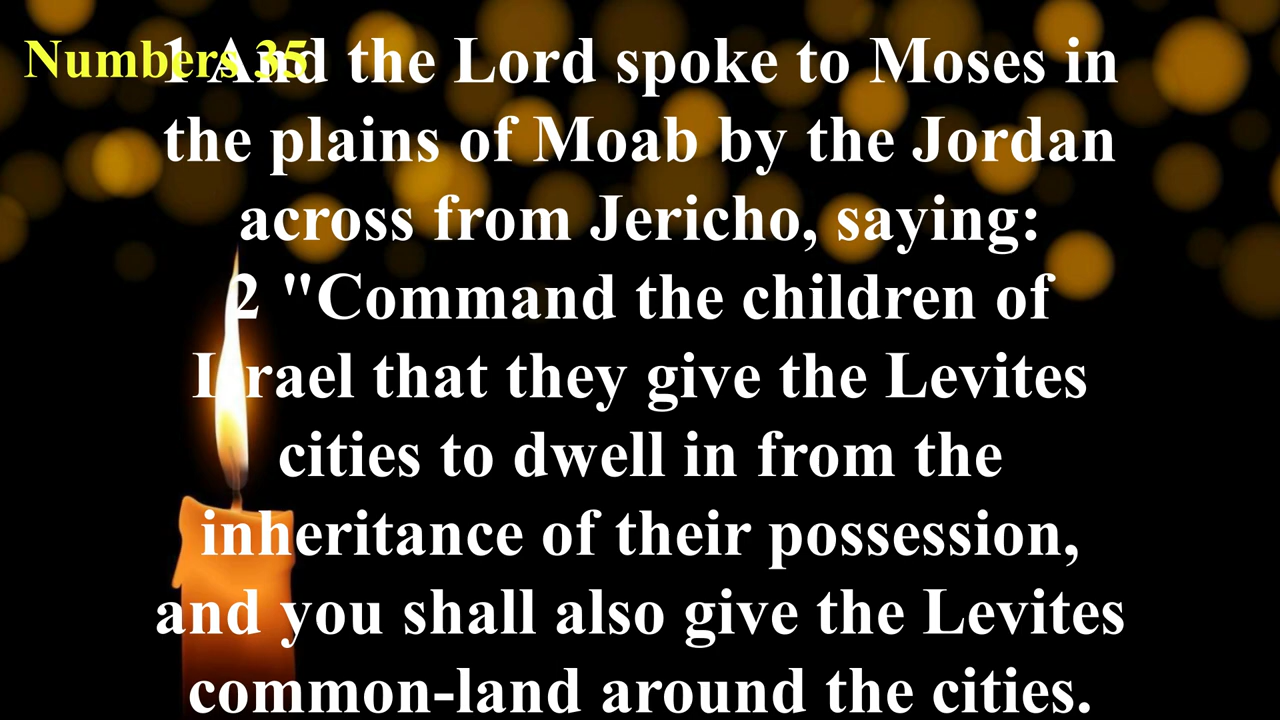 Numbers 35
1 And the Lord spoke to Moses in
the plains of Moab by the Jordan
across from Jericho, saying:
2 "Command the children of
Israel that they give the Levites
cities to dwell in from the
inheritance of their possession,
and you shall also give the Levites
common-land around the cities.